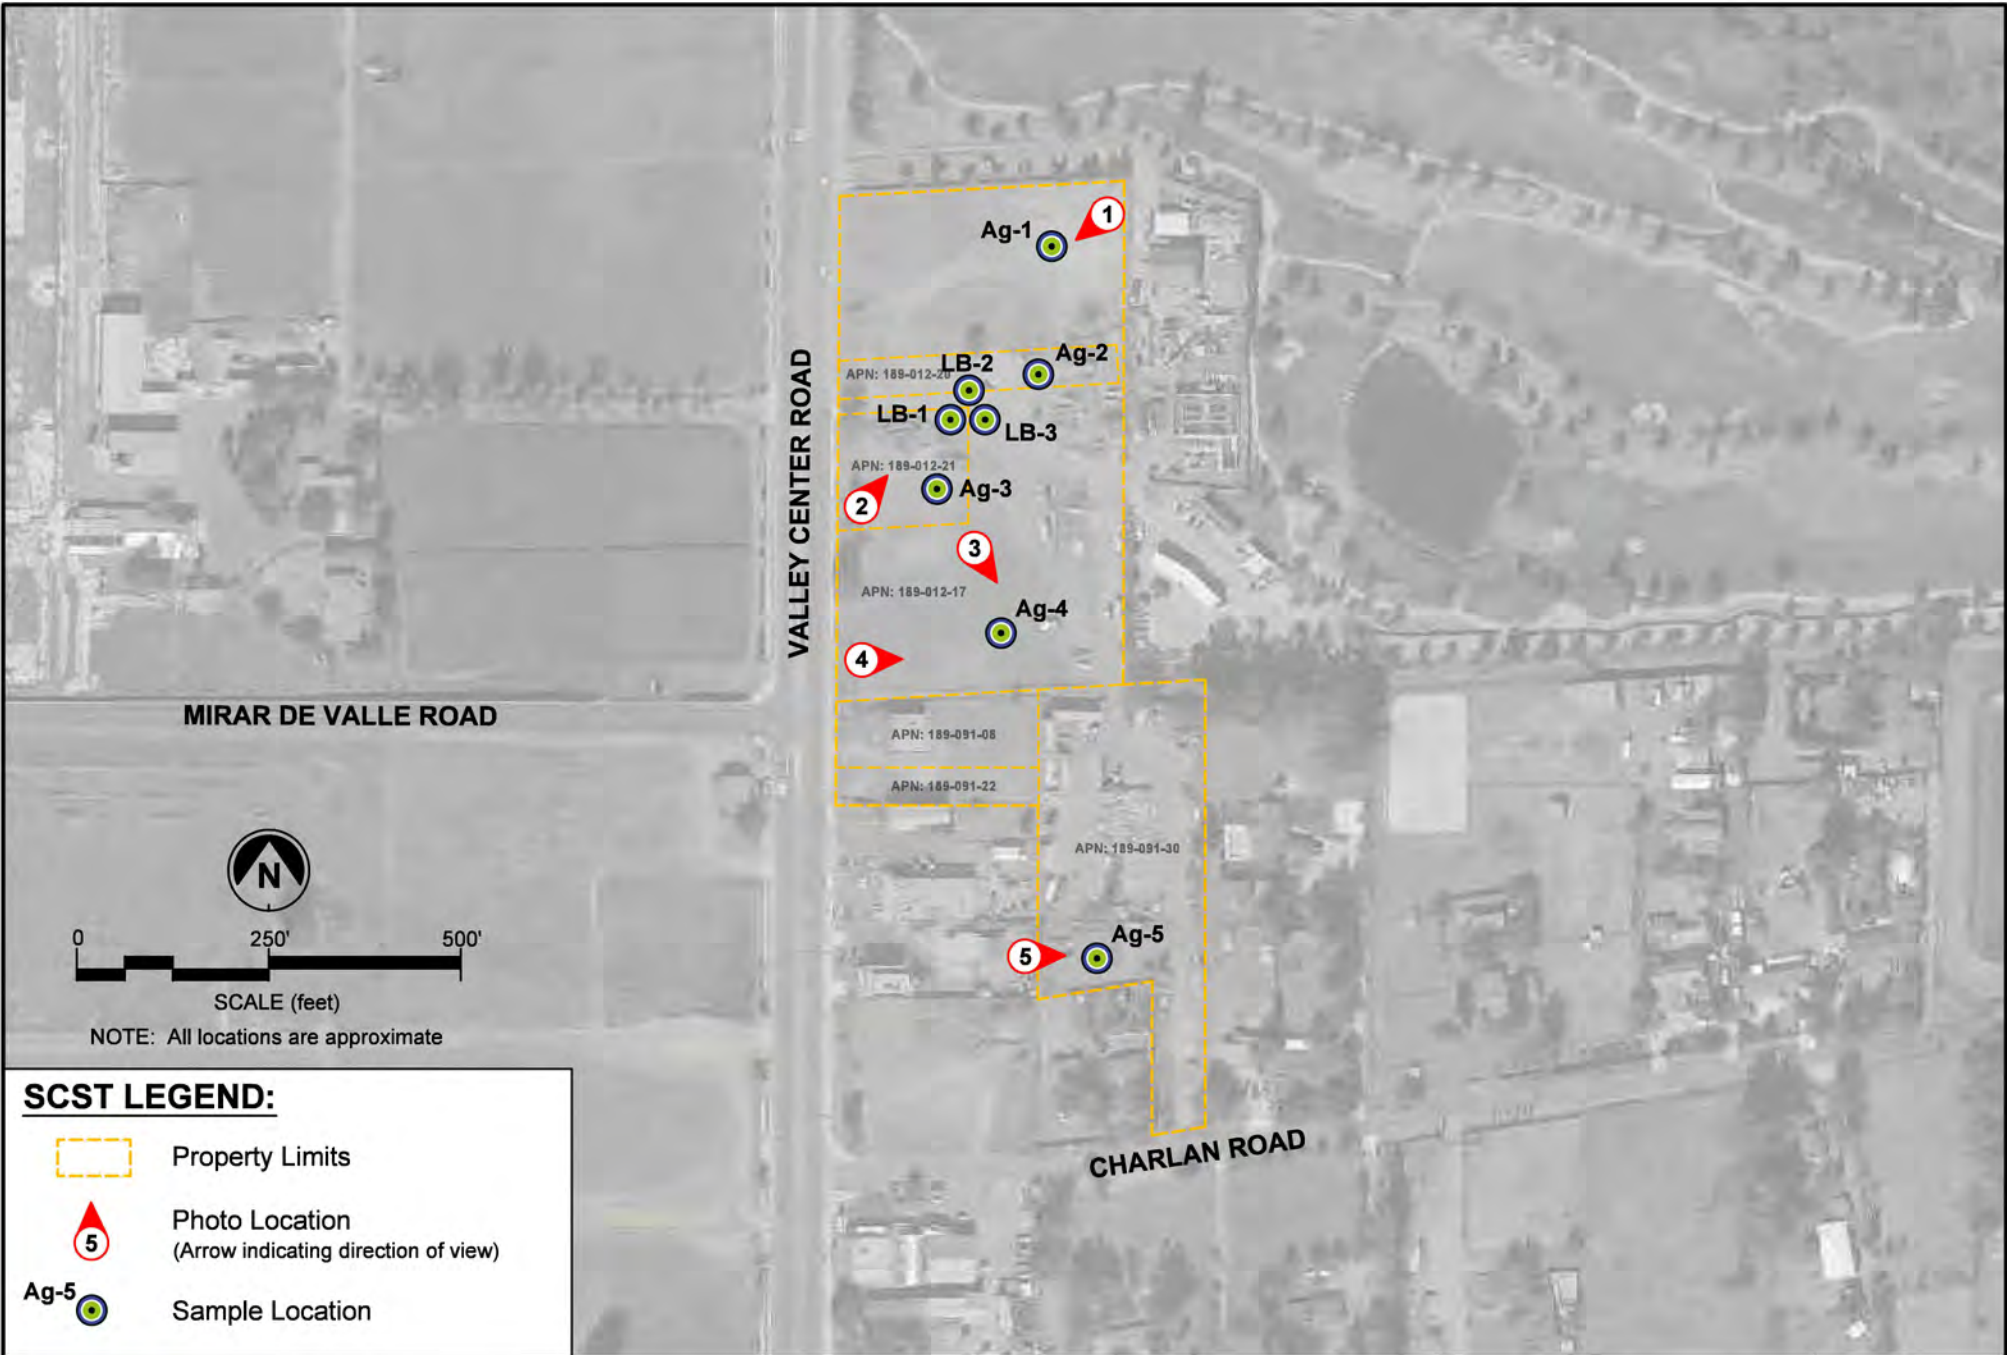 1
Ag-1
Ag-2
LB-2
APN: 189-012-20
LB-1
LB-3
APN: 189-012-21
Ag-3
2
VALLEY CENTER ROAD
3
APN: 189-012-17
Ag-4
4
MIRAR DE VALLE ROAD
APN: 189-091-08
APN: 189-091-22
APN: 189-091-30
N
0 250' 500'
SCALE (feet)
NOTE: All locations are approximate
Ag-5
5
CHARLAN ROAD
SCST LEGEND:
Property Limits
Photo Location
(Arrow indicating direction of view)
5
Ag-5
Sample Location